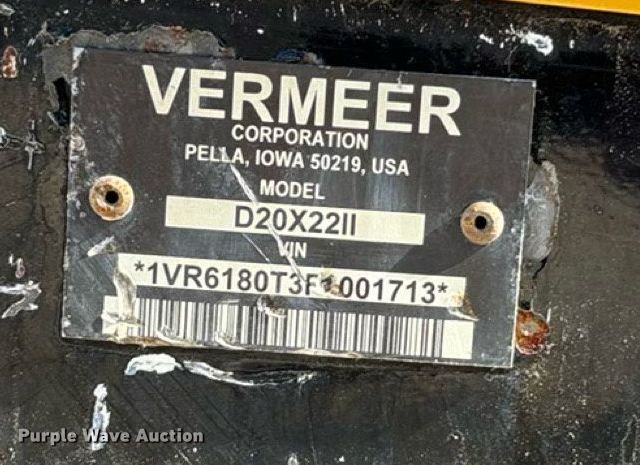 VERMEER
CORPORATION
PELLA, IOWA 50219, USA
MODEL
D20X22II
VIN
*1VR6180T3F1001713*
Purple Wave Auction